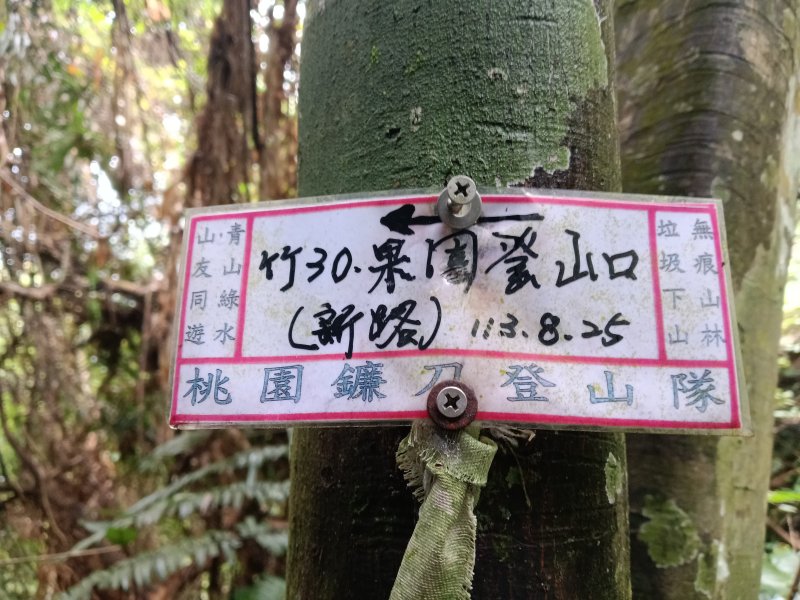 ←
竹30.果園登山口
(新路) 113.8.25
青山綠水
山友同遊
無痕山林
垃圾下山
桃園鐮刀登山隊